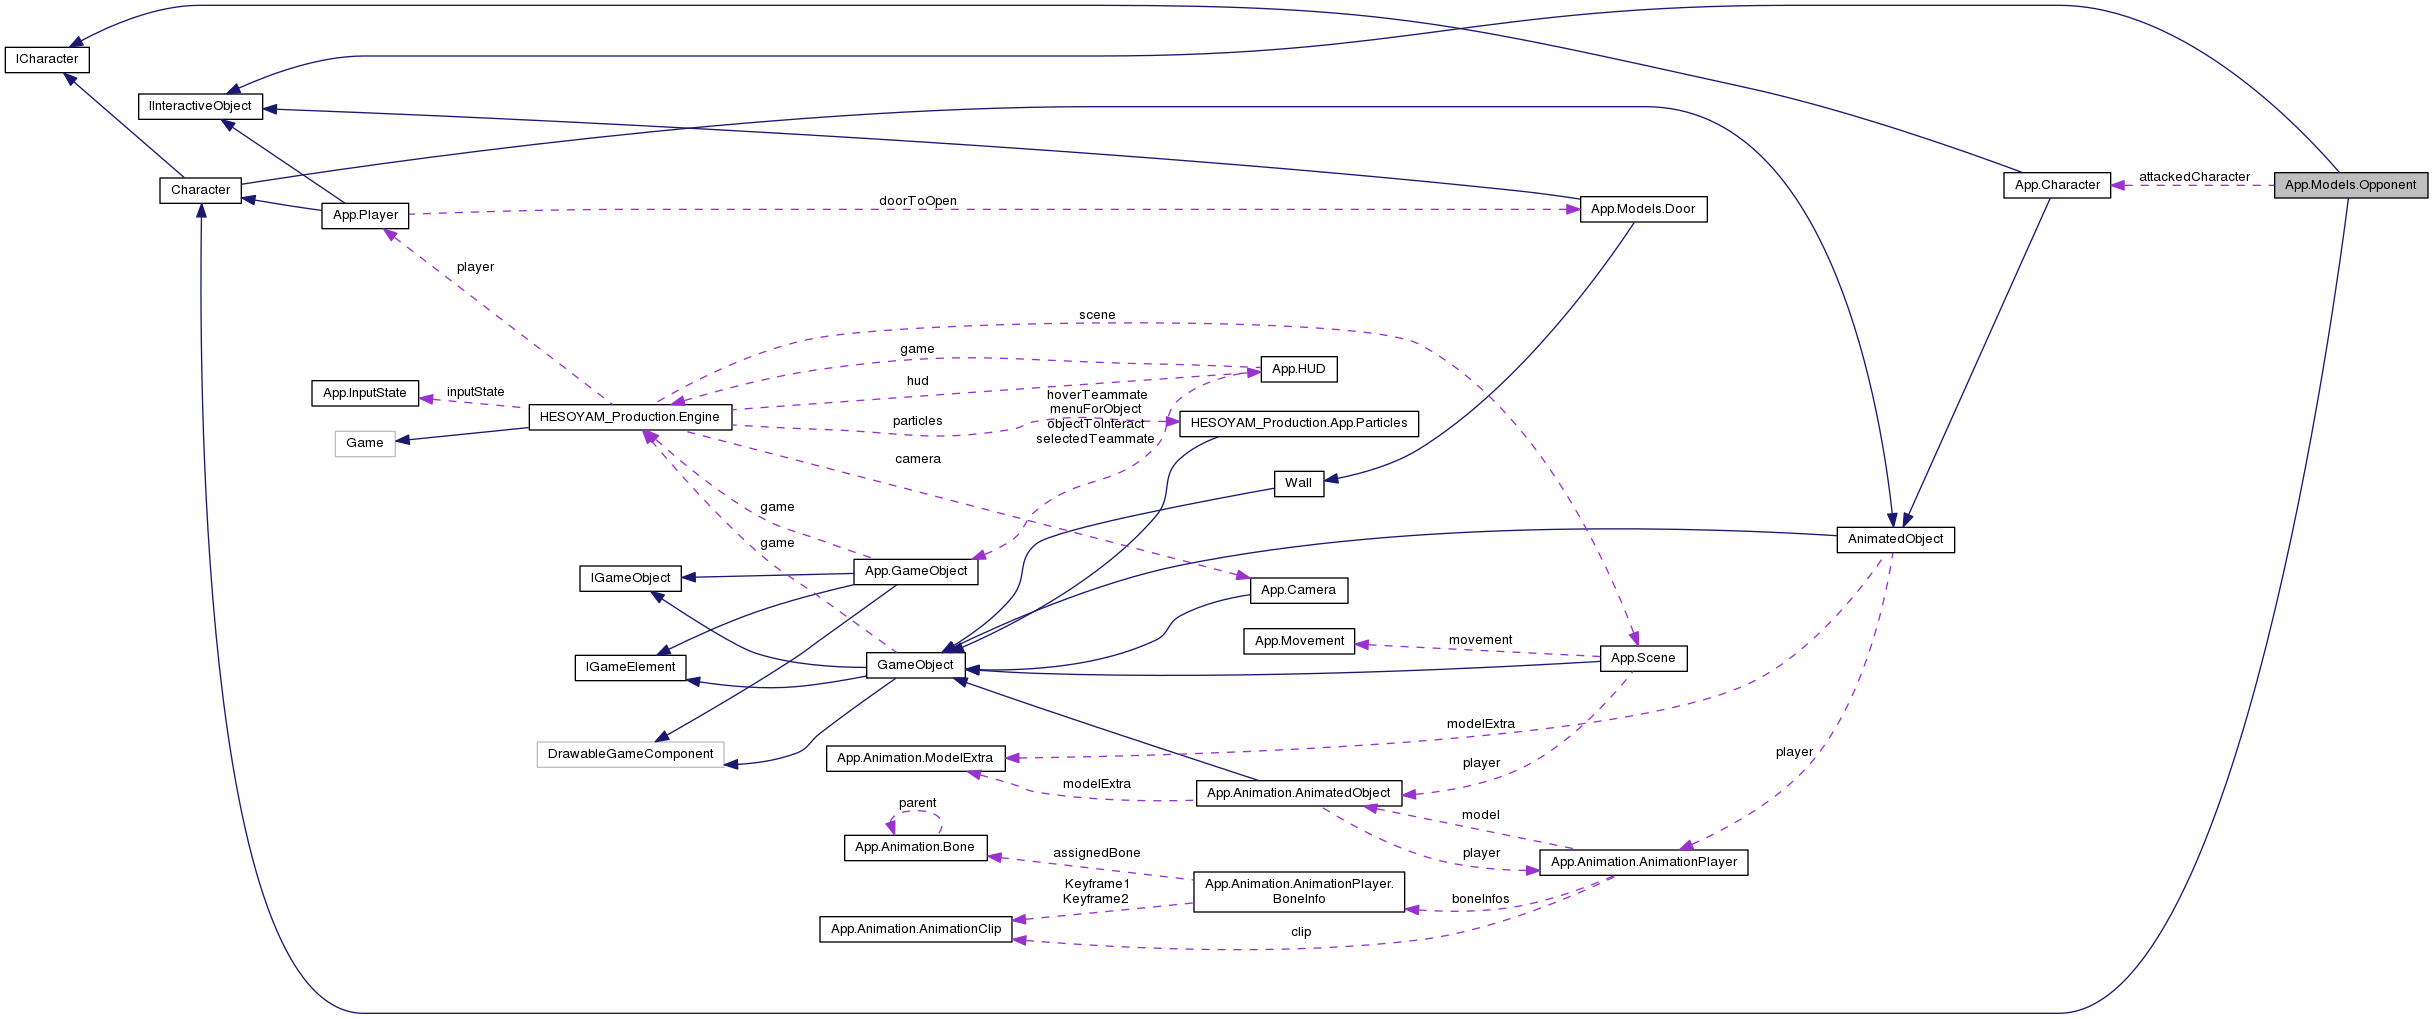 ICharacter
IInteractiveObject
Character
App.Player
App.Character
attackedCharacter
App.Models.Opponent
doorToOpen
App.Models.Door
player
scene
game
App.HUD
hud
App.InputState
inputState
HESOYAM_Production.Engine
hoverTeammate
menuForObject
objectToInteract
selectedTeammate
particles
HESOYAM_Production.App.Particles
Game
camera
Wall
game
game
AnimatedObject
IGameObject
App.GameObject
App.Camera
App.Movement
movement
App.Scene
IGameElement
GameObject
modelExtra
DrawableGameComponent
App.Animation.ModelExtra
player
player
modelExtra
App.Animation.AnimatedObject
parent
model
App.Animation.Bone
assignedBone
player
App.Animation.AnimationPlayer
Keyframe1
Keyframe2
App.Animation.AnimationPlayer.
BoneInfo
boneInfos
App.Animation.AnimationClip
clip